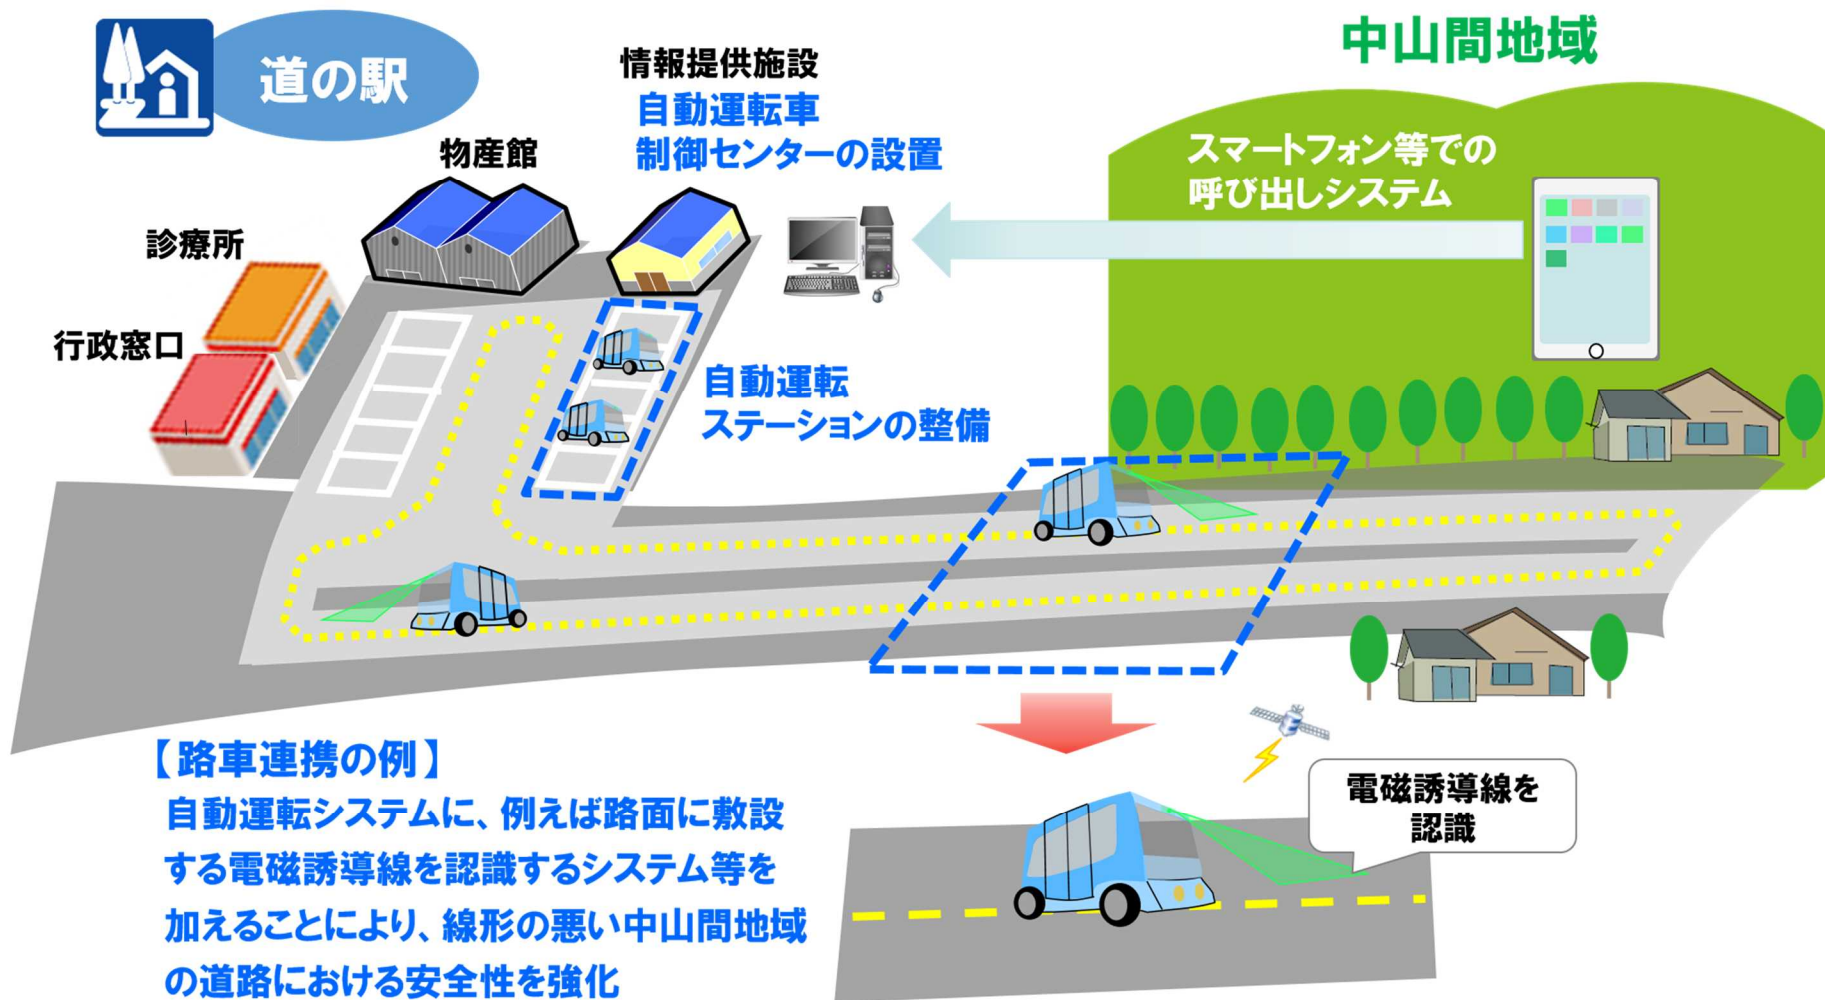 道の駅
情報提供施設
自動運転車
制御センターの設置
中山間地域
物産館
スマートフォン等での
呼び出しシステム
診療所
行政窓口
自動運転
ステーションの整備
【路車連携の例】
自動運転システムに、例えば路面に敷設
する電磁誘導線を認識するシステム等を
加えることにより、線形の悪い中山間地域
の道路における安全性を強化
電磁誘導線を
認識